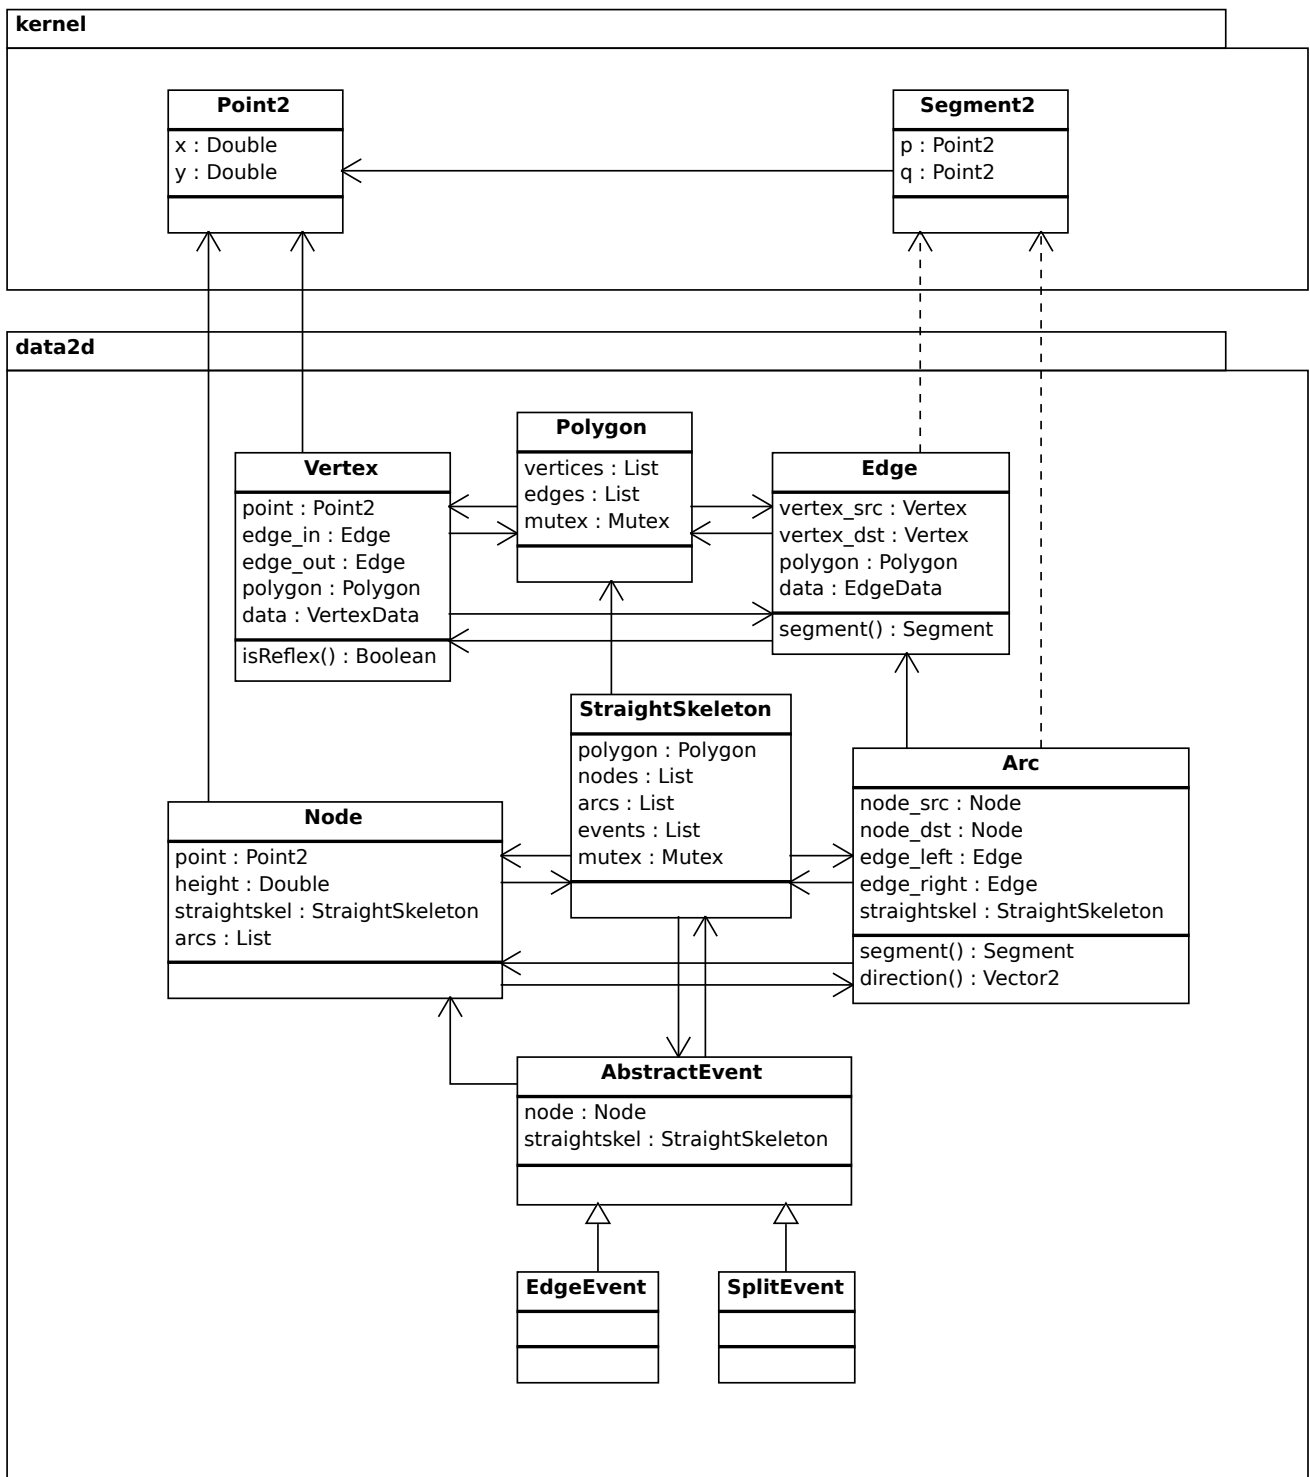 kernel
Point2
x : Double
y : Double
Segment2
p : Point2
q : Point2
data2d
Polygon
vertices : List
edges : List
mutex : Mutex
Vertex
point : Point2
edge_in : Edge
edge_out : Edge
polygon : Polygon
data : VertexData
isReflex() : Boolean
Edge
vertex_src : Vertex
vertex_dst : Vertex
polygon : Polygon
data : EdgeData
segment() : Segment
StraightSkeleton
polygon : Polygon
nodes : List
arcs : List
events : List
mutex : Mutex
Node
point : Point2
height : Double
straightskel : StraightSkeleton
arcs : List
Arc
node_src : Node
node_dst : Node
edge_left : Edge
edge_right : Edge
straightskel : StraightSkeleton
segment() : Segment
direction() : Vector2
AbstractEvent
node : Node
straightskel : StraightSkeleton
EdgeEvent
SplitEvent